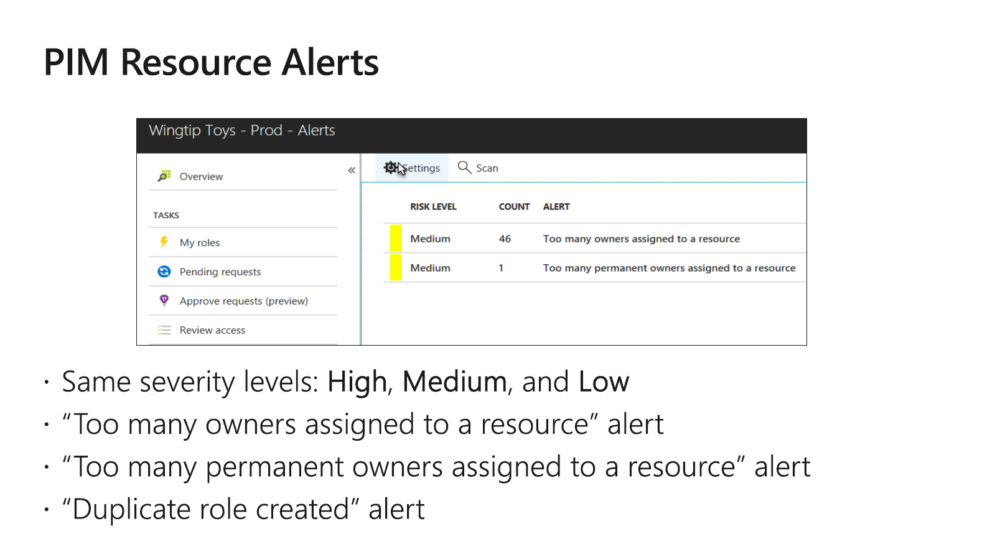 PIM Resource Alerts
Wingtip Toys - Prod - Alerts
Overview
«
TASKS
My roles
Pending requests
Approve requests (preview)
Review access
Settings
Scan
RISK LEVEL COUNT ALERT
Medium 46 Too many owners assigned to a resource
Medium 1 Too many permanent owners assigned to a resource
· Same severity levels: High, Medium, and Low
· “Too many owners assigned to a resource” alert
· “Too many permanent owners assigned to a resource” alert
· “Duplicate role created” alert